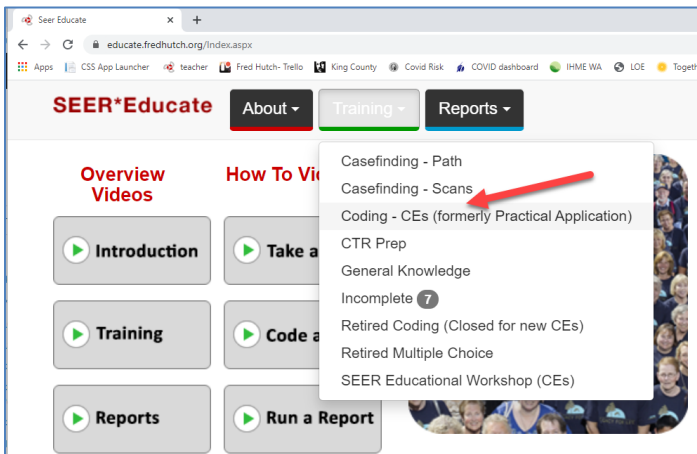 Seer Educate
educate.fredhutch.org/Index.aspx
Apps CSS App Launcher teacher Fred Hutch- Trello King County Covid Risk COVID dashboard IHME WA LOE Togeth
SEER*Educate About Training Reports
Casefinding - Path
Casefinding - Scans
Coding - CEs (formerly Practical Application)
CTR Prep
General Knowledge
Incomplete 7
Retired Coding (Closed for new CEs)
Retired Multiple Choice
SEER Educational Workshop (CEs)
Overview
Videos
Introduction
Training
Reports
How To Vi
Take a
Code a
Run a Report